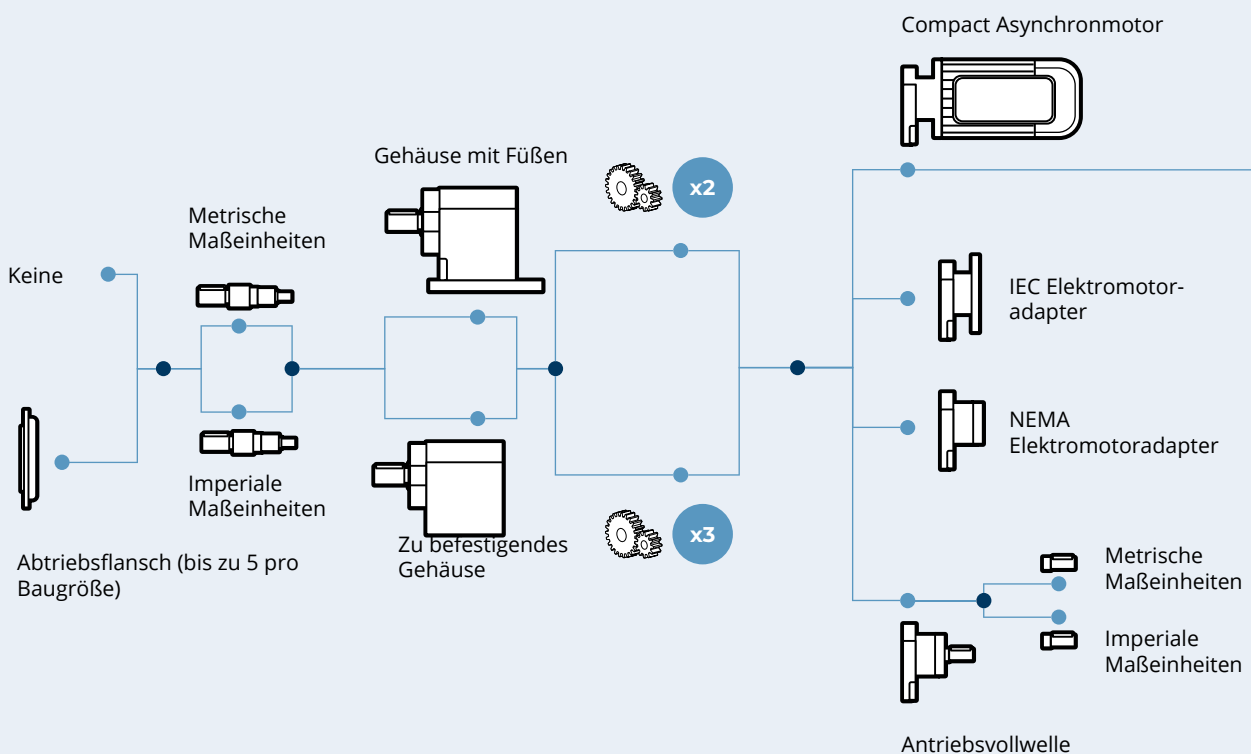 Compact Asynchronmotor
Gehäuse mit Füßen
x2
Metrische
Maßeinheiten
Keine
IEC Elektromotor-
adapter
NEMA
Elektromotoradapter
Imperiale
Maßeinheiten
Zu befestigendes
Gehäuse
x3
Abtriebsflansch (bis zu 5 pro
Baugröße)
Metrische
Maßeinheiten
Imperiale
Maßeinheiten
Antriebsvollwelle